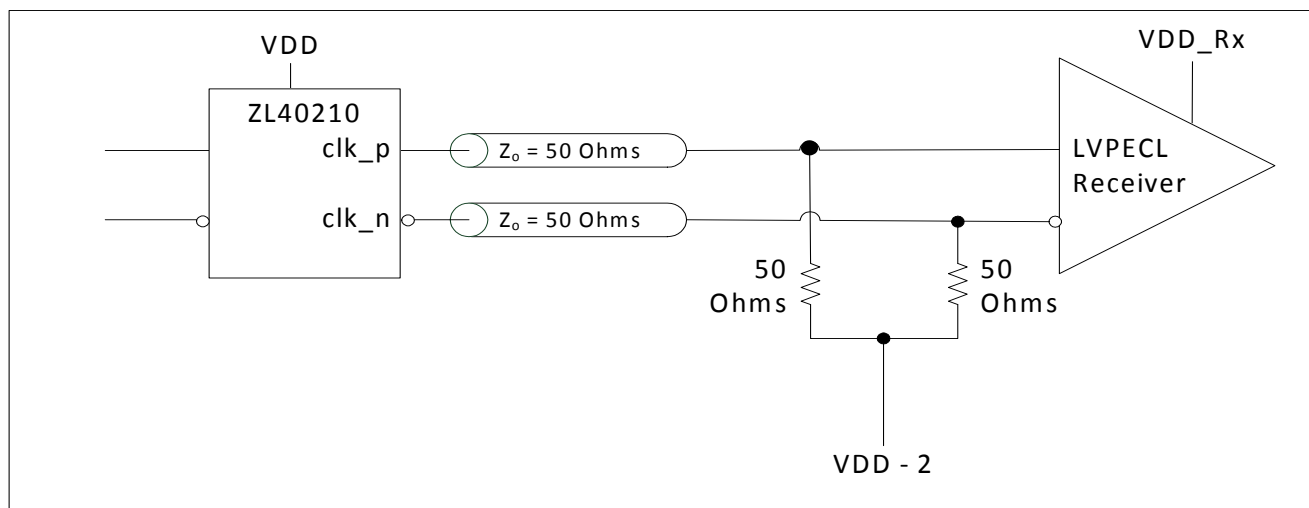 VDD
VDD_Rx
ZL40210
clk_p
Zo = 50 Ohms
LVPECL
Receiver
clk_n
Zo = 50 Ohms
50
Ohms
50
Ohms
VDD - 2